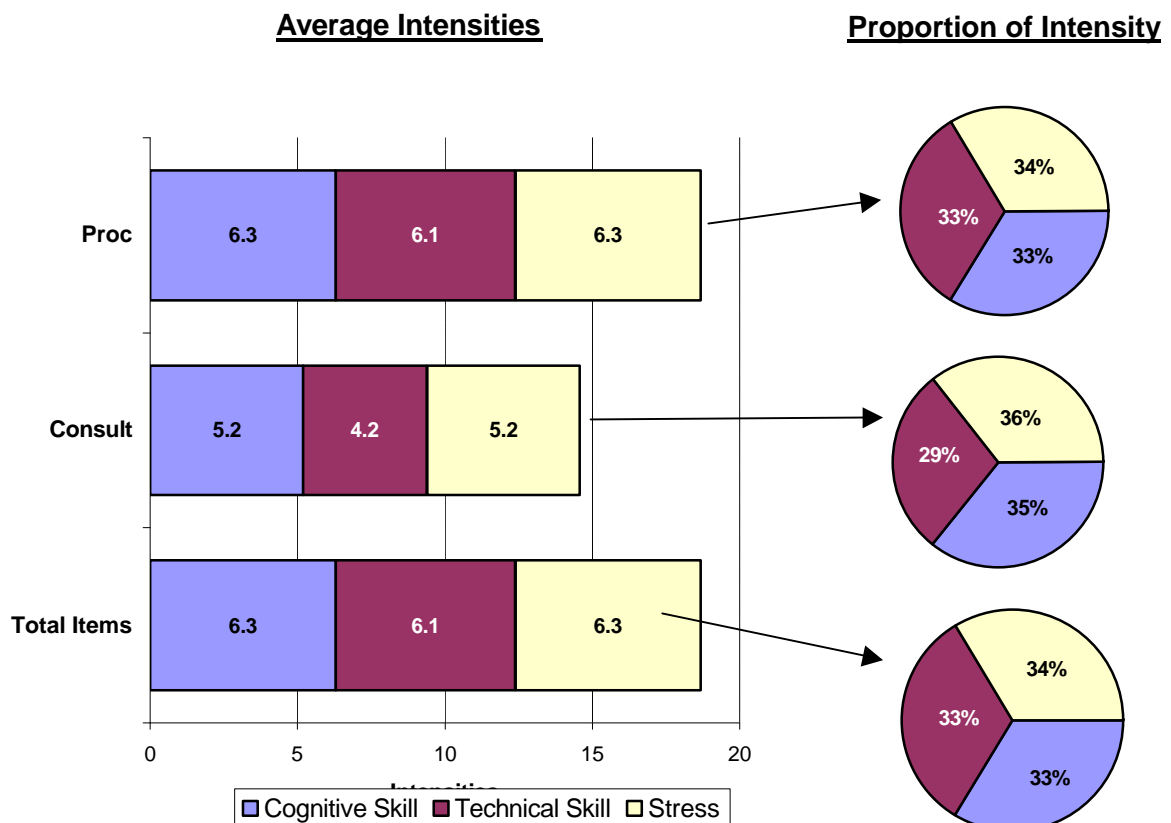 Average Intensities
Proportion of Intensity
Proc
6.3
6.1
6.3
34%
33%
33%
Consult
5.2
4.2
5.2
36%
29%
35%
Total Items
6.3
6.1
6.3
34%
33%
33%
0
5
10
15
20
Intensities
Cognitive Skill
Technical Skill
Stress